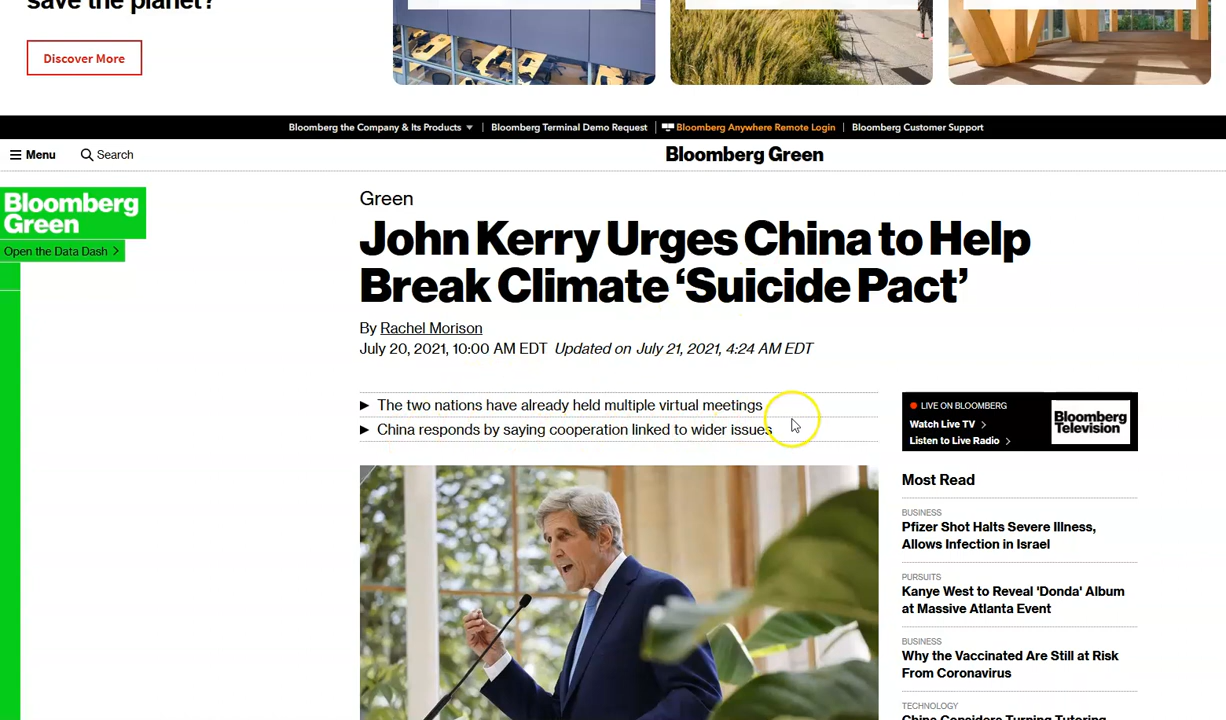 save the planet?
Discover More
Bloomberg the Company & Its Products
Bloomberg Terminal Demo Request
Bloomberg Anywhere Remote Login
Bloomberg Customer Support
Menu
Search
Bloomberg Green
Bloomberg
Green
Open the Data Dash
Green
John Kerry Urges China to Help
Break Climate ‘Suicide Pact’
By Rachel Morison
July 20, 2021, 10:00 AM EDT Updated on July 21, 2021, 4:24 AM EDT
The two nations have already held multiple virtual meetings
China responds by saying cooperation linked to wider issues
LIVE ON BLOOMBERG
Watch Live TV
Listen to Live Radio
Bloomberg
Television
Most Read
BUSINESS
Pfizer Shot Halts Severe Illness,
Allows Infection in Israel
PURSUITS
Kanye West to Reveal 'Donda' Album
at Massive Atlanta Event
BUSINESS
Why the Vaccinated Are Still at Risk
From Coronavirus
TECHNOLOGY
China Considers Turning Tutoring